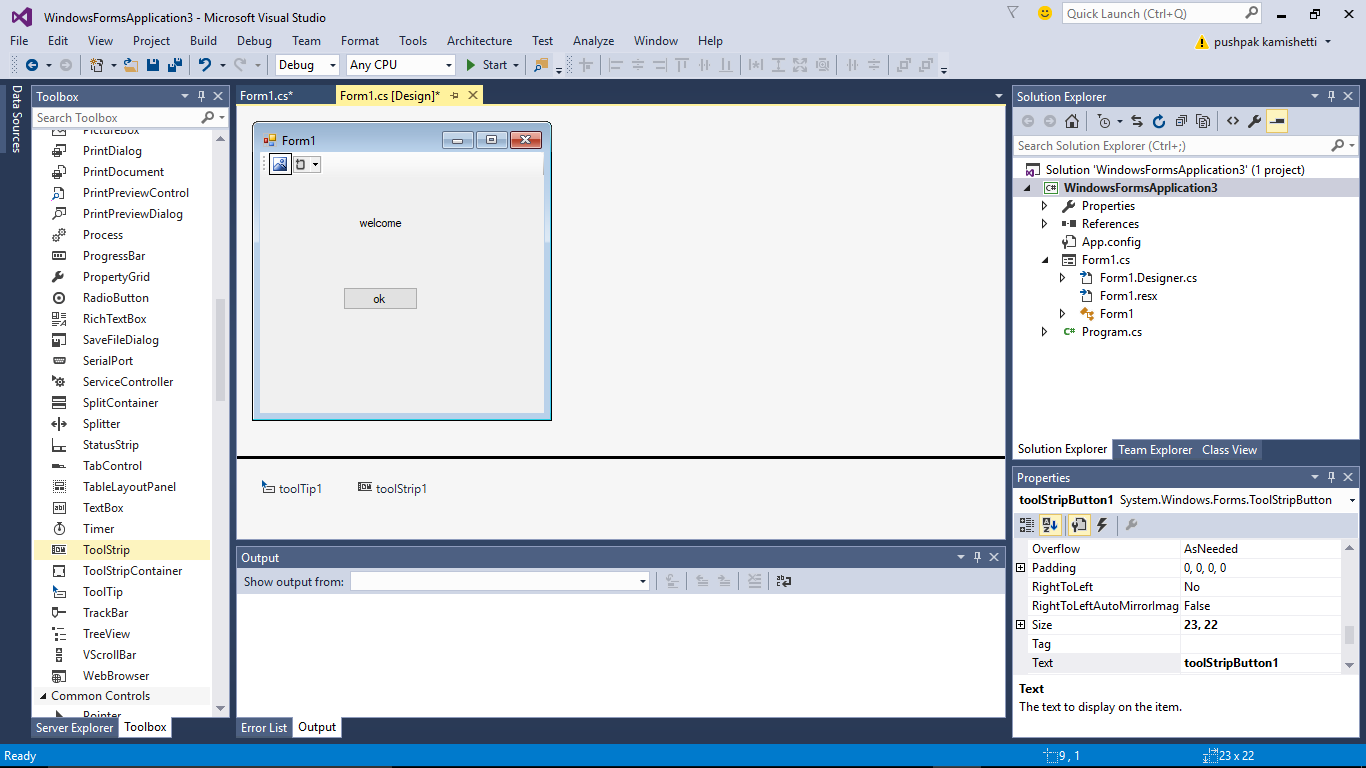 WindowsFormsApplication3 - Microsoft Visual Studio
Quick Launch (Ctrl+Q)
File Edit View Project Build Debug Team Format Tools Architecture Test Analyze Window Help
pushpak kamishetti
Debug Any CPU Start
Data Sources
Toolbox
Search Toolbox
PictureBox
PrintDialog
PrintDocument
PrintPreviewControl
PrintPreviewDialog
Process
ProgressBar
PropertyGrid
RadioButton
RichTextBox
SaveFileDialog
SerialPort
ServiceController
SplitContainer
Splitter
StatusStrip
TabControl
TableLayoutPanel
TextBox
Timer
ToolStrip
ToolStripContainer
ToolTip
TrackBar
TreeView
VScrollBar
WebBrowser
Common Controls
Pointer
Server Explorer Toolbox
Form1.cs* Form1.cs [Design]*
Form1
welcome
ok
toolTip1 toolStrip1
Output
Show output from:
Error List Output
Solution Explorer
Search Solution Explorer (Ctrl+;)
Solution 'WindowsFormsApplication3' (1 project)
WindowsFormsApplication3
Properties
References
App.config
Form1.cs
Form1.Designer.cs
Form1.resx
Form1
Program.cs
Solution Explorer Team Explorer Class View
Properties
toolStripButton1 System.Windows.Forms.ToolStripButton
Overflow AsNeeded
Padding 0, 0, 0, 0
RightToLeft No
RightToLeftAutoMirrorImag False
Size 23, 22
Tag
Text toolStripButton1
Text
The text to display on the item.
Ready 9 , 1 23 x 22